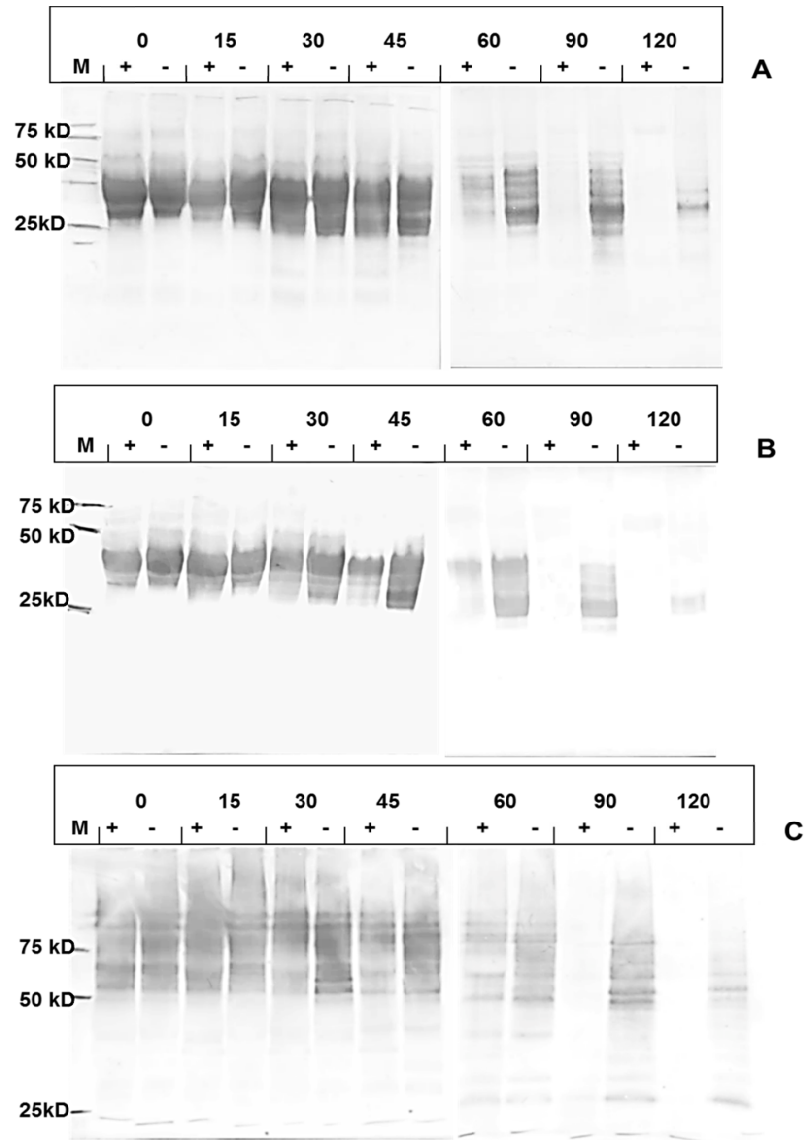 0 15 30 45 60 90 120
M + - + - + - + - + - + - + - A
75 kD
50 kD
25kD
0 15 30 45 60 90 120
M + - + - + - + - + - + - + - B
75 kD
50 kD
25kD
0 15 30 45 60 90 120
M + - + - + - + - + - + - + - C
75 kD
50 kD
25kD